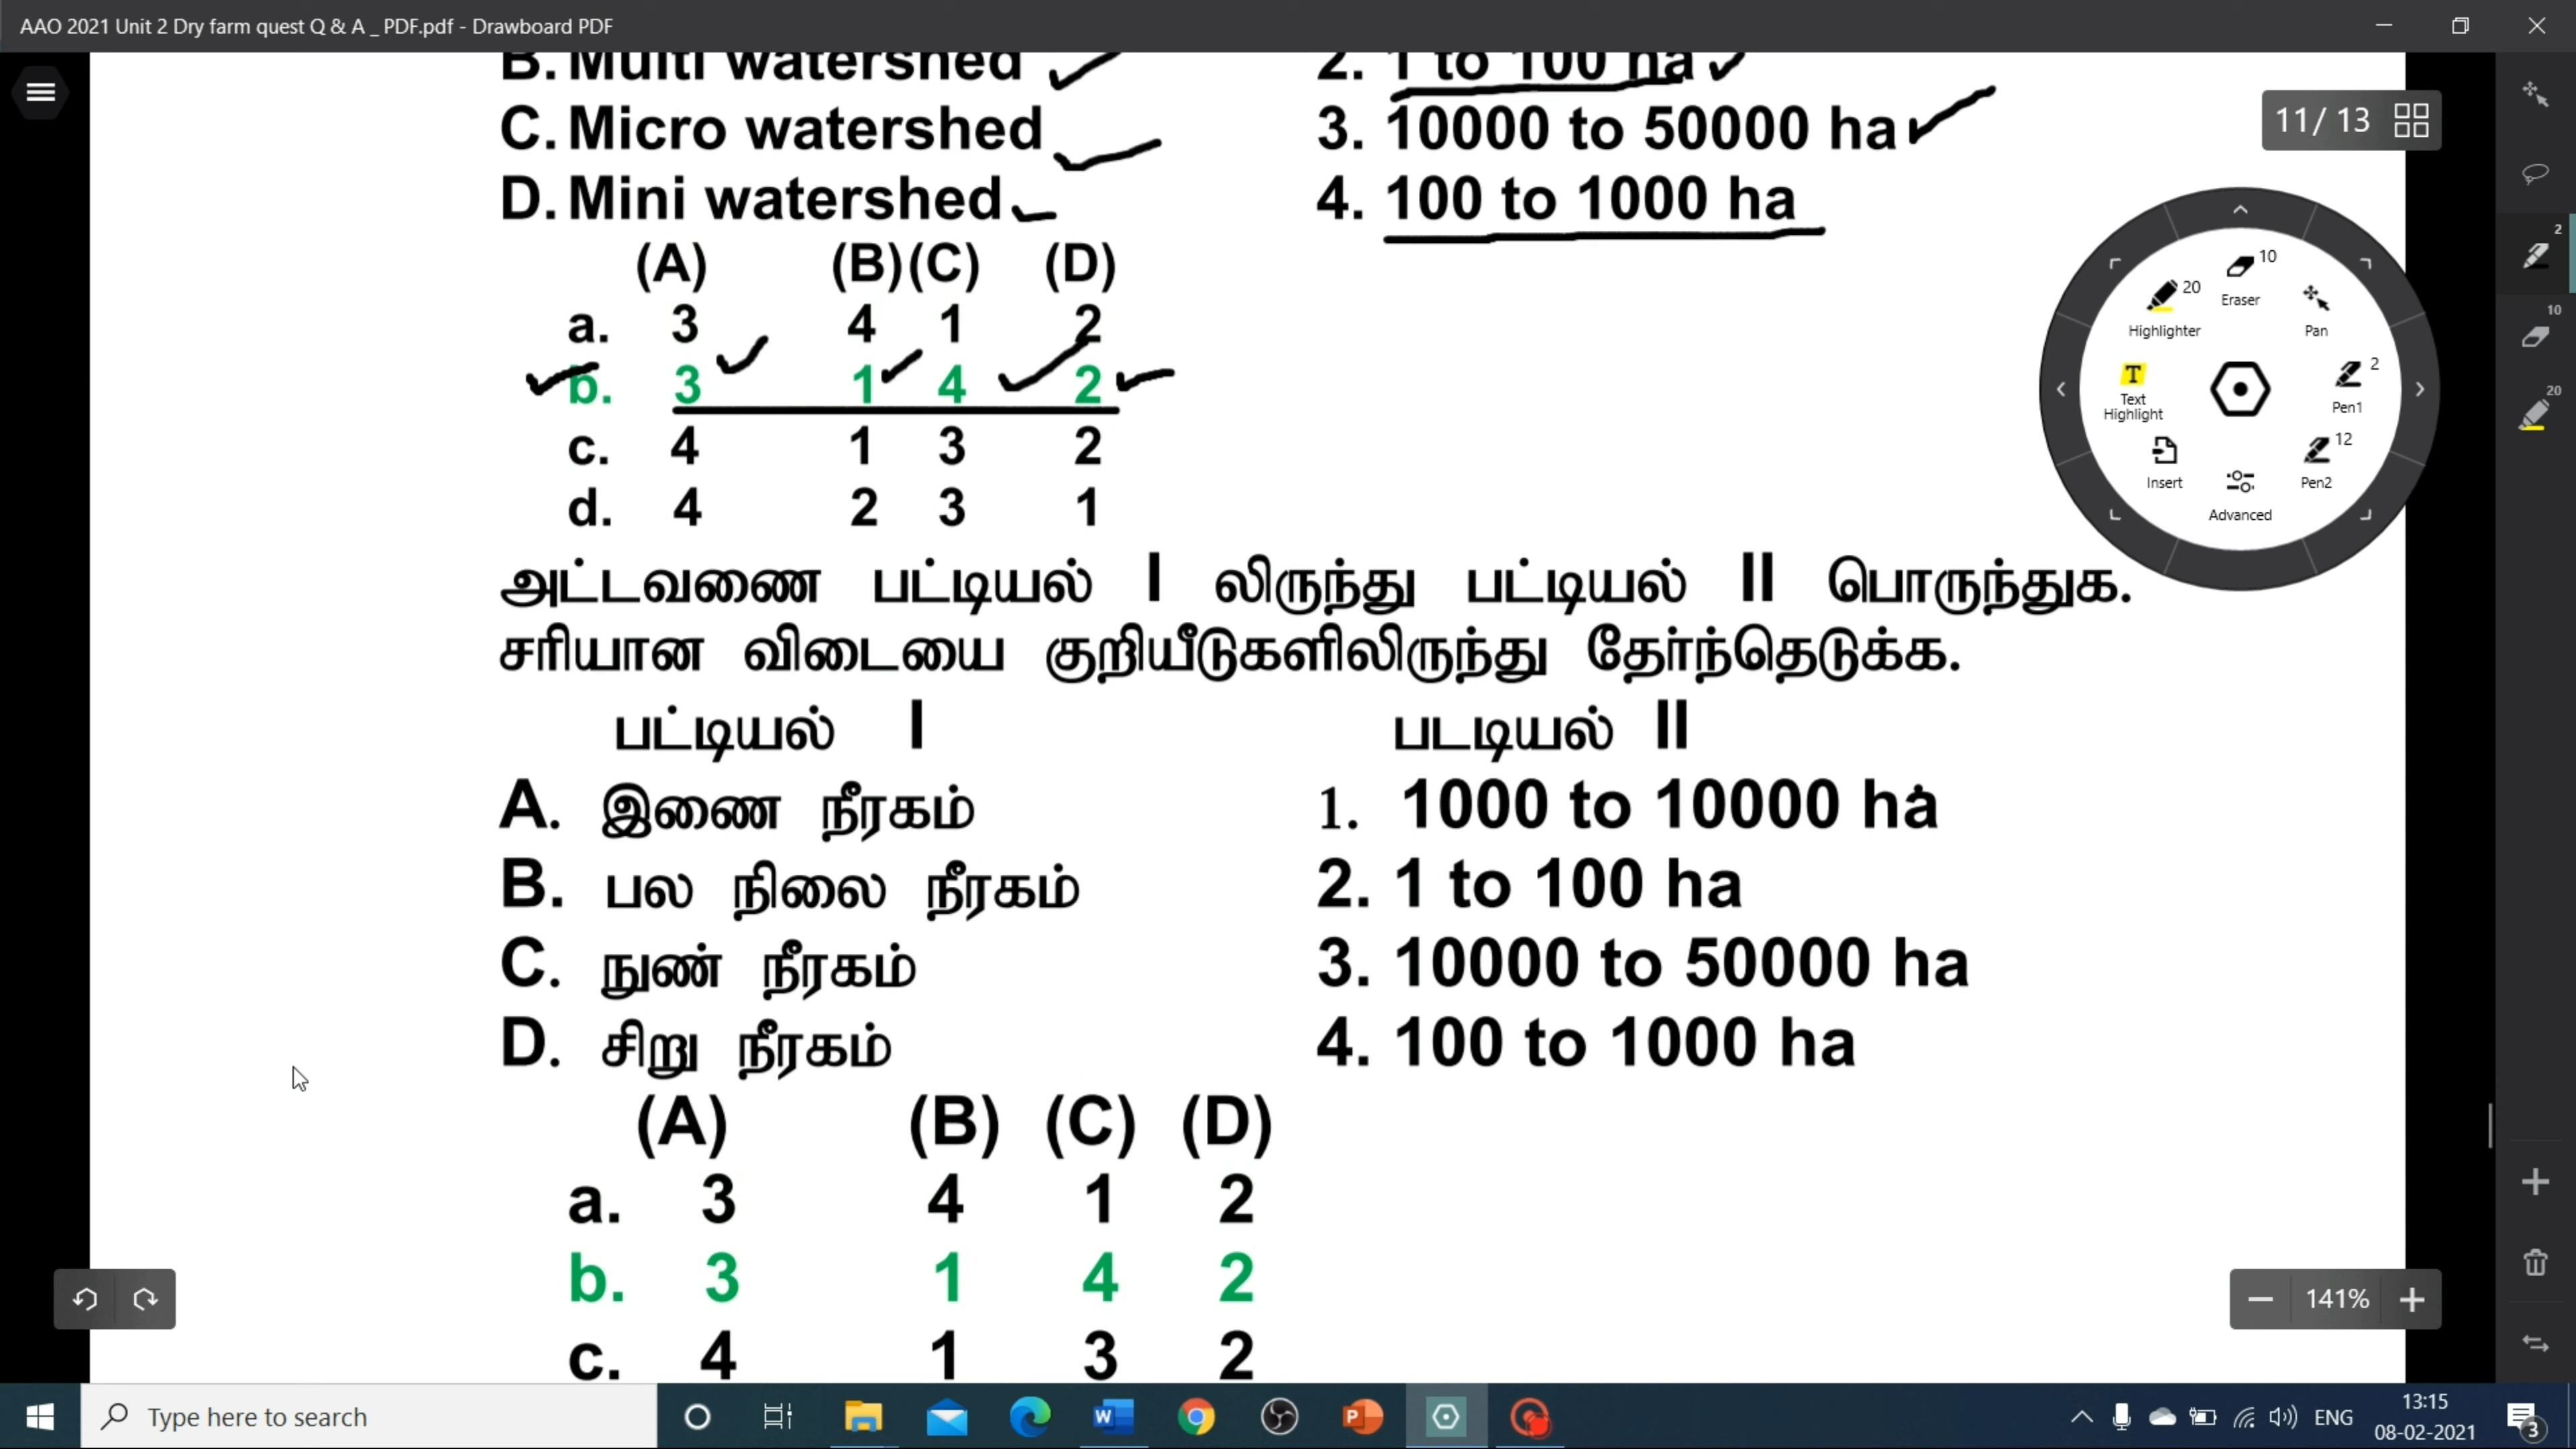 AAO 2021 Unit 2 Dry farm quest Q & A _ PDF.pdf - Drawboard PDF
B. Multi watershed 2. 1 to 100 ha
C. Micro watershed 3. 10000 to 50000 ha
D. Mini watershed 4. 100 to 1000 ha
(A) (B) (C) (D)
a. 3 4 1 2
b. 3 1 4 2
c. 4 1 3 2
d. 4 2 3 1
அட்டவணை பட்டியல் I லிருந்து பட்டியல் II பொருந்துக.
சரியான விடையை குறியீடுகளிலிருந்து தேர்ந்தெடுக்க.
பட்டியல் I படடியல் II
A. இணை நீரகம் 1. 1000 to 10000 ha
B. பல நிலை நீரகம் 2. 1 to 100 ha
C. நுண் நீரகம் 3. 10000 to 50000 ha
D. சிறு நீரகம் 4. 100 to 1000 ha
(A) (B) (C) (D)
a. 3 4 1 2
b. 3 1 4 2
c. 4 1 3 2
11/ 13
10
Eraser
20
Highlighter
Pan
T
Text
Highlight
2
Pen1
Insert
12
Pen2
Advanced
2
10
20
141%
Type here to search
ENG
13:15
08-02-2021
3